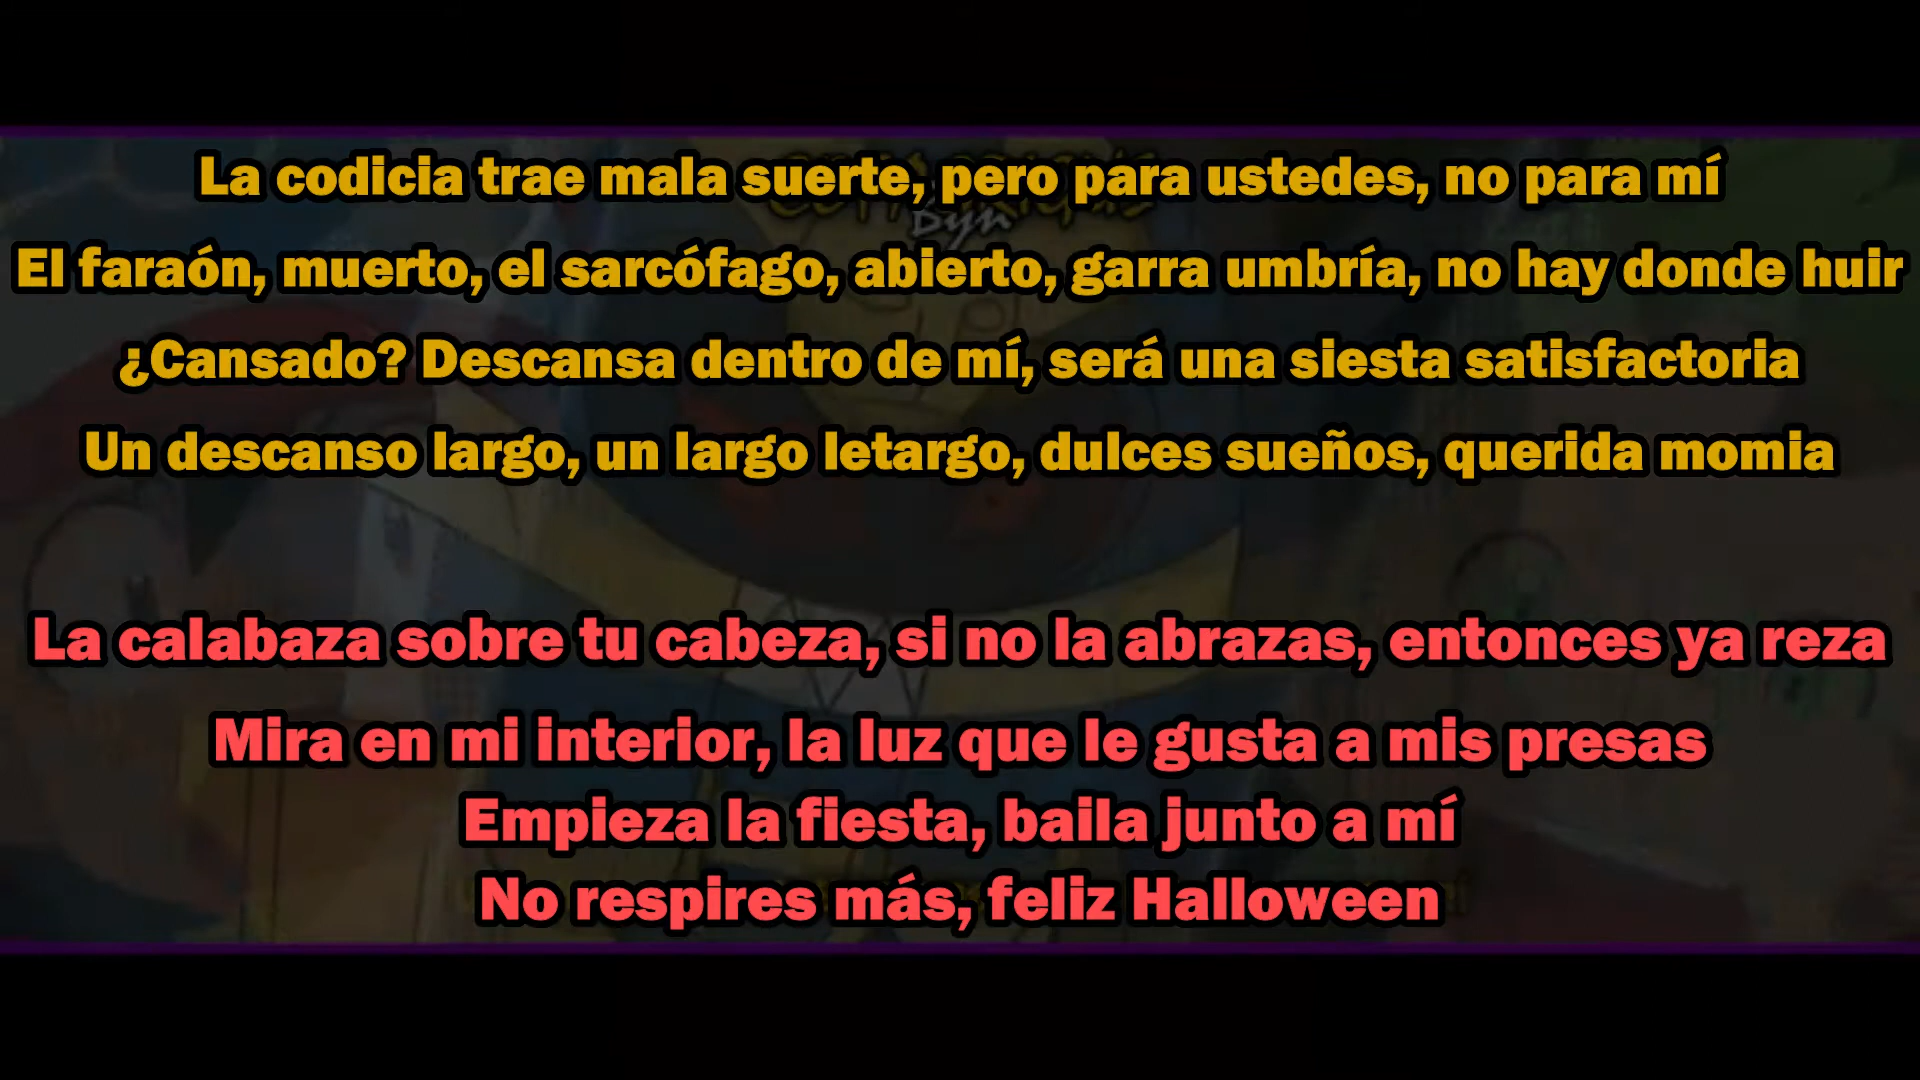 La codicia trae mala suerte, pero para ustedes, no para mí
Byn
El faraón, muerto, el sarcófago, abierto, garra umbría, no hay donde huir
¿Cansado? Descansa dentro de mí, será una siesta satisfactoria
Un descanso largo, un largo letargo, dulces sueños, querida momia
La calabaza sobre tu cabeza, si no la abrazas, entonces ya reza
Mira en mi interior, la luz que le gusta a mis presas
Empieza la fiesta, baila junto a mí
No respires más, feliz Halloween